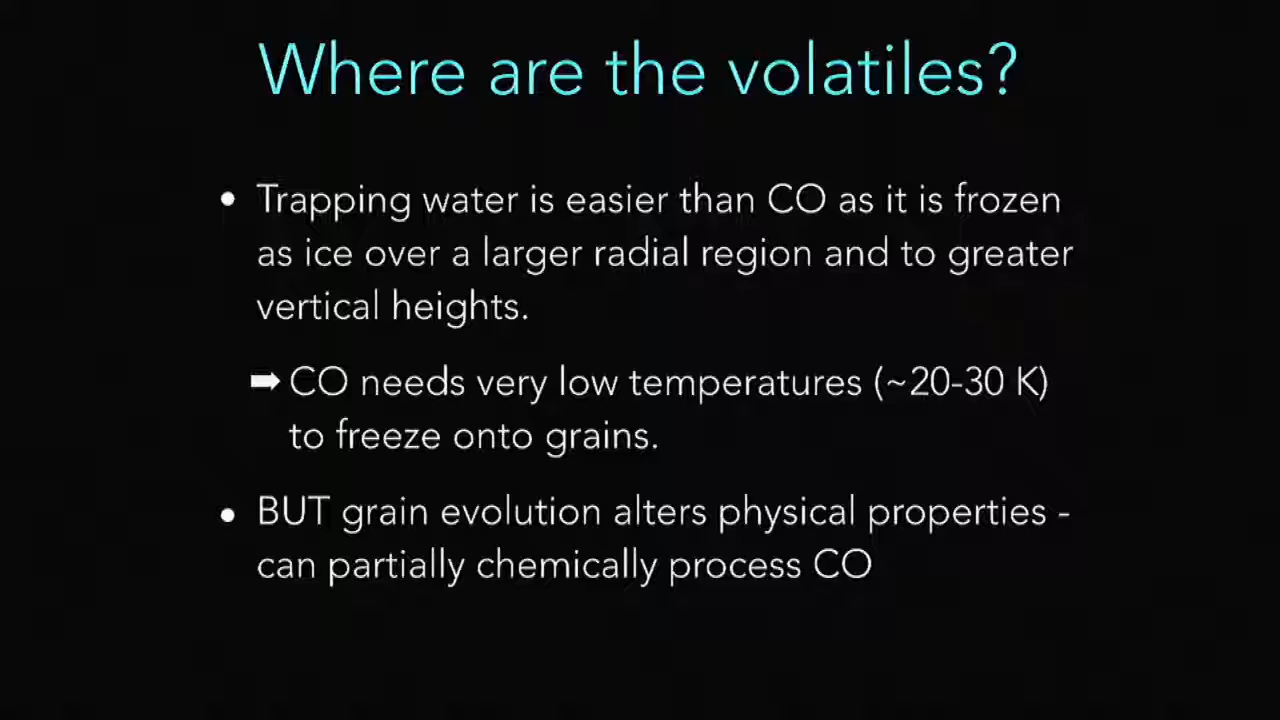 Where are the volatiles?
• Trapping water is easier than CO as it is frozen
as ice over a larger radial region and to greater
vertical heights.
➡ CO needs very low temperatures (~20-30 K)
to freeze onto grains.
• BUT grain evolution alters physical properties -
can partially chemically process CO